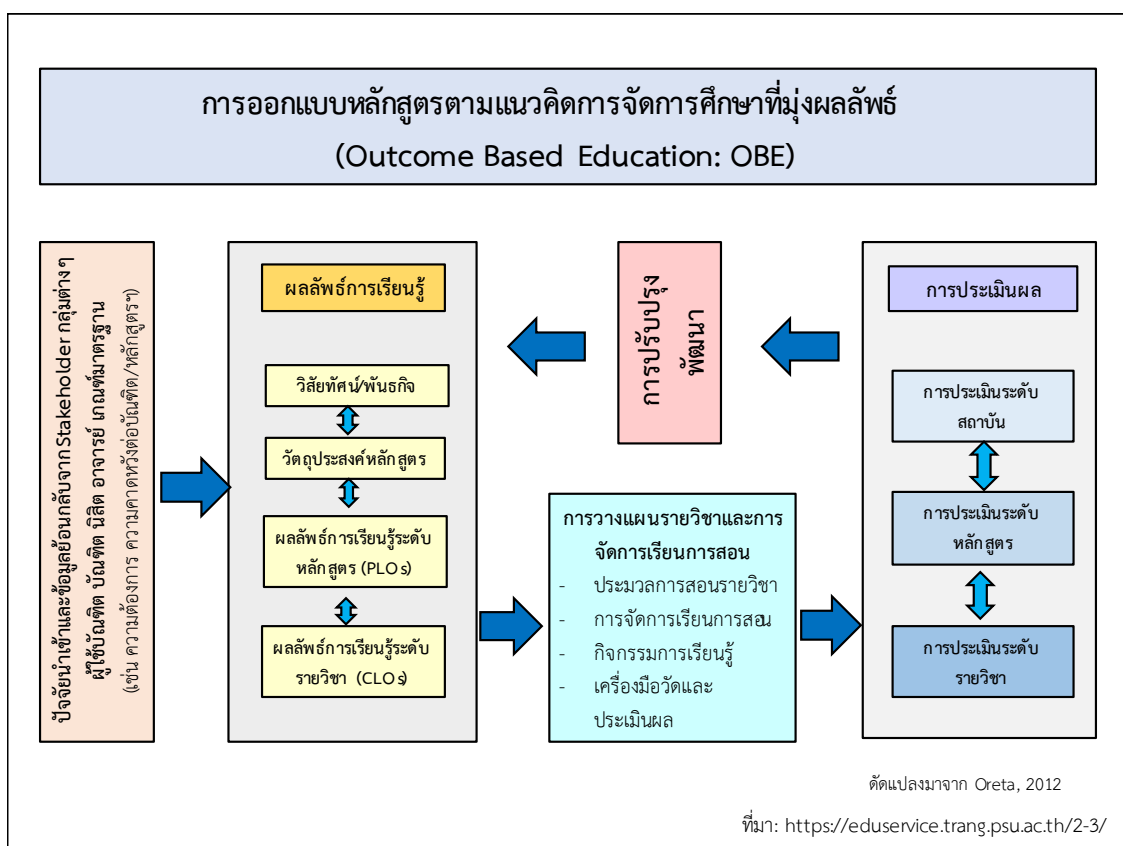 การออกแบบหลักสูตรตามแนวคิดการจัดการศึกษาที่มุ่งผลลัพธ์
(Outcome Based Education: OBE)
ปัจจัยนำเข้าและข้อมูลย้อนกลับจากStakeholder กลุ่มต่างๆ
ผู้ใช้บัณฑิต บัณฑิต นิสิต อาจารย์ เกณฑ์มาตรฐาน
(เช่น ความต้องการ ความคาดหวังต่อบัณฑิต/หลักสูตรฯ)
ผลลัพธ์การเรียนรู้
วิสัยทัศน์/พันธกิจ
วัตถุประสงค์หลักสูตร
ผลลัพธ์การเรียนรู้ระดับ
หลักสูตร (PLOs)
ผลลัพธ์การเรียนรู้ระดับ
รายวิชา (CLOs)
การปรับปรุง
พัฒนา
การวางแผนรายวิชาและการ
จัดการเรียนการสอน
- ประมวลการสอนรายวิชา
- การจัดการเรียนการสอน
- กิจกรรมการเรียนรู้
- เครื่องมือวัดและ
ประเมินผล
การประเมินผล
การประเมินระดับ
สถาบัน
การประเมินระดับ
หลักสูตร
การประเมินระดับ
รายวิชา
ดัดแปลงมาจาก Oreta, 2012
ที่มา: https://eduservice.trang.psu.ac.th/2-3/